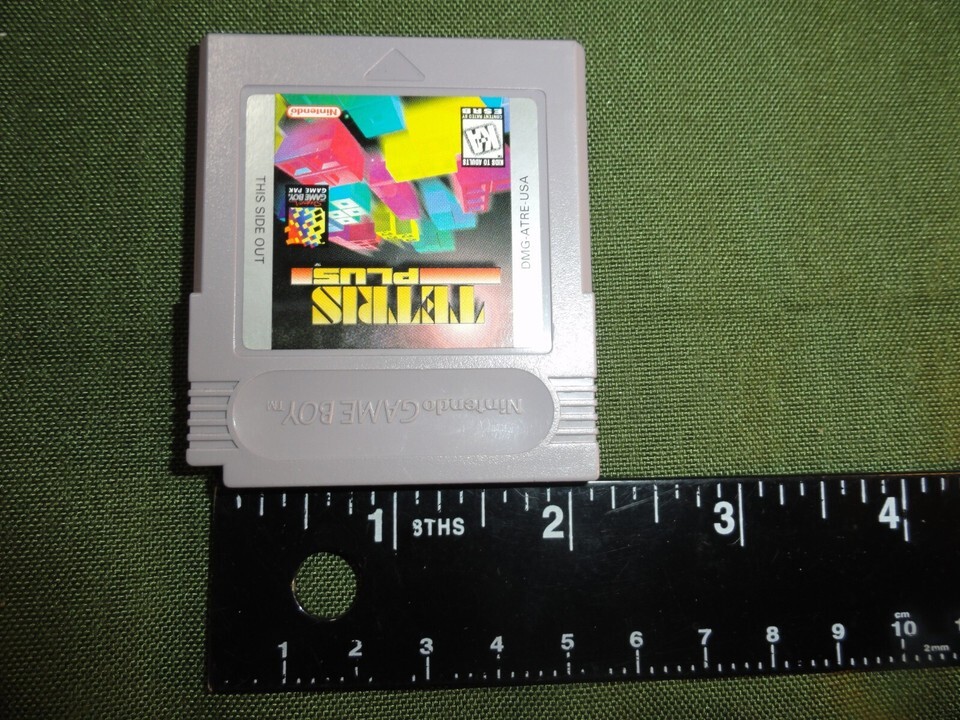 Nintendo GAME BOY™
TETRIS
PLUS
THIS SIDE OUT
DMG-ATRE-USA
Super
GAME BOY
GAME PAK
KIDS TO ADULTS
K-A
CONTENT RATED BY
ESRB
Nintendo
1 8THS 2 3 4
cm
1 2 3 4 5 6 7 8 9 10
2mm